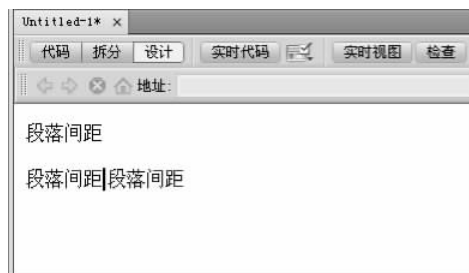 Untitled-1* ×
代码 拆分 设计 实时代码 实时视图 检查
地址:
段落间距
段落间距段落间距